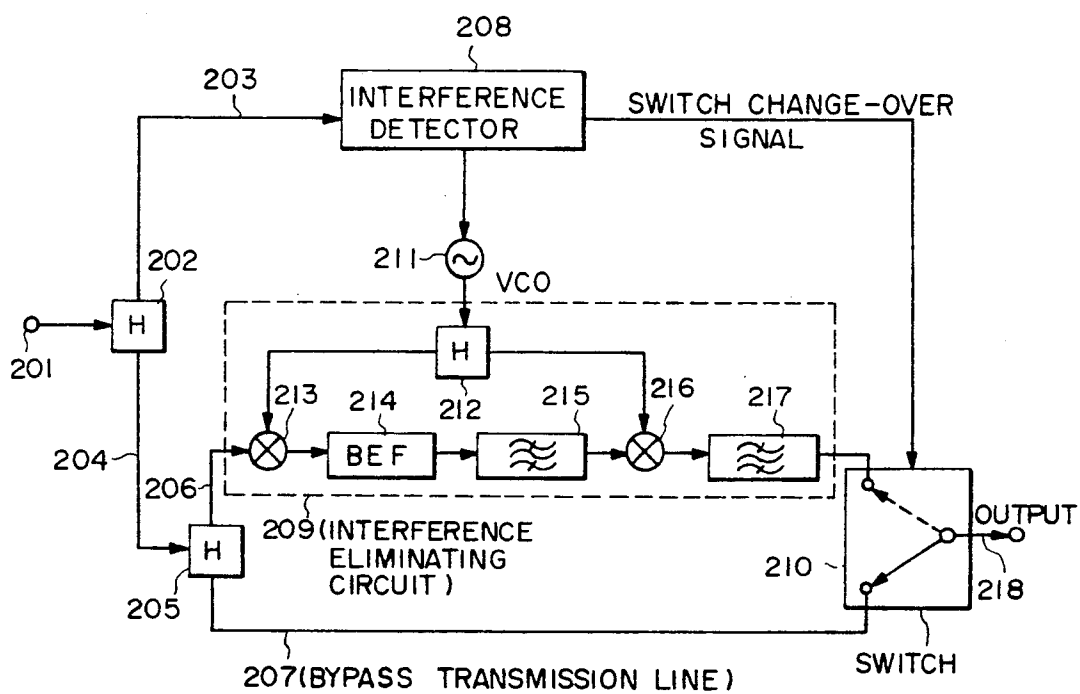 208
203
INTERFERENCE
DETECTOR
SWITCH CHANGE-OVER
SIGNAL
202
211
VCO
H
H
201
212
213
214
215
216
217
BEF
204
206
209(INTERFERENCE
ELIMINATING
CIRCUIT)
H
205
210
OUTPUT
218
SWITCH
207(BYPASS TRANSMISSION LINE)